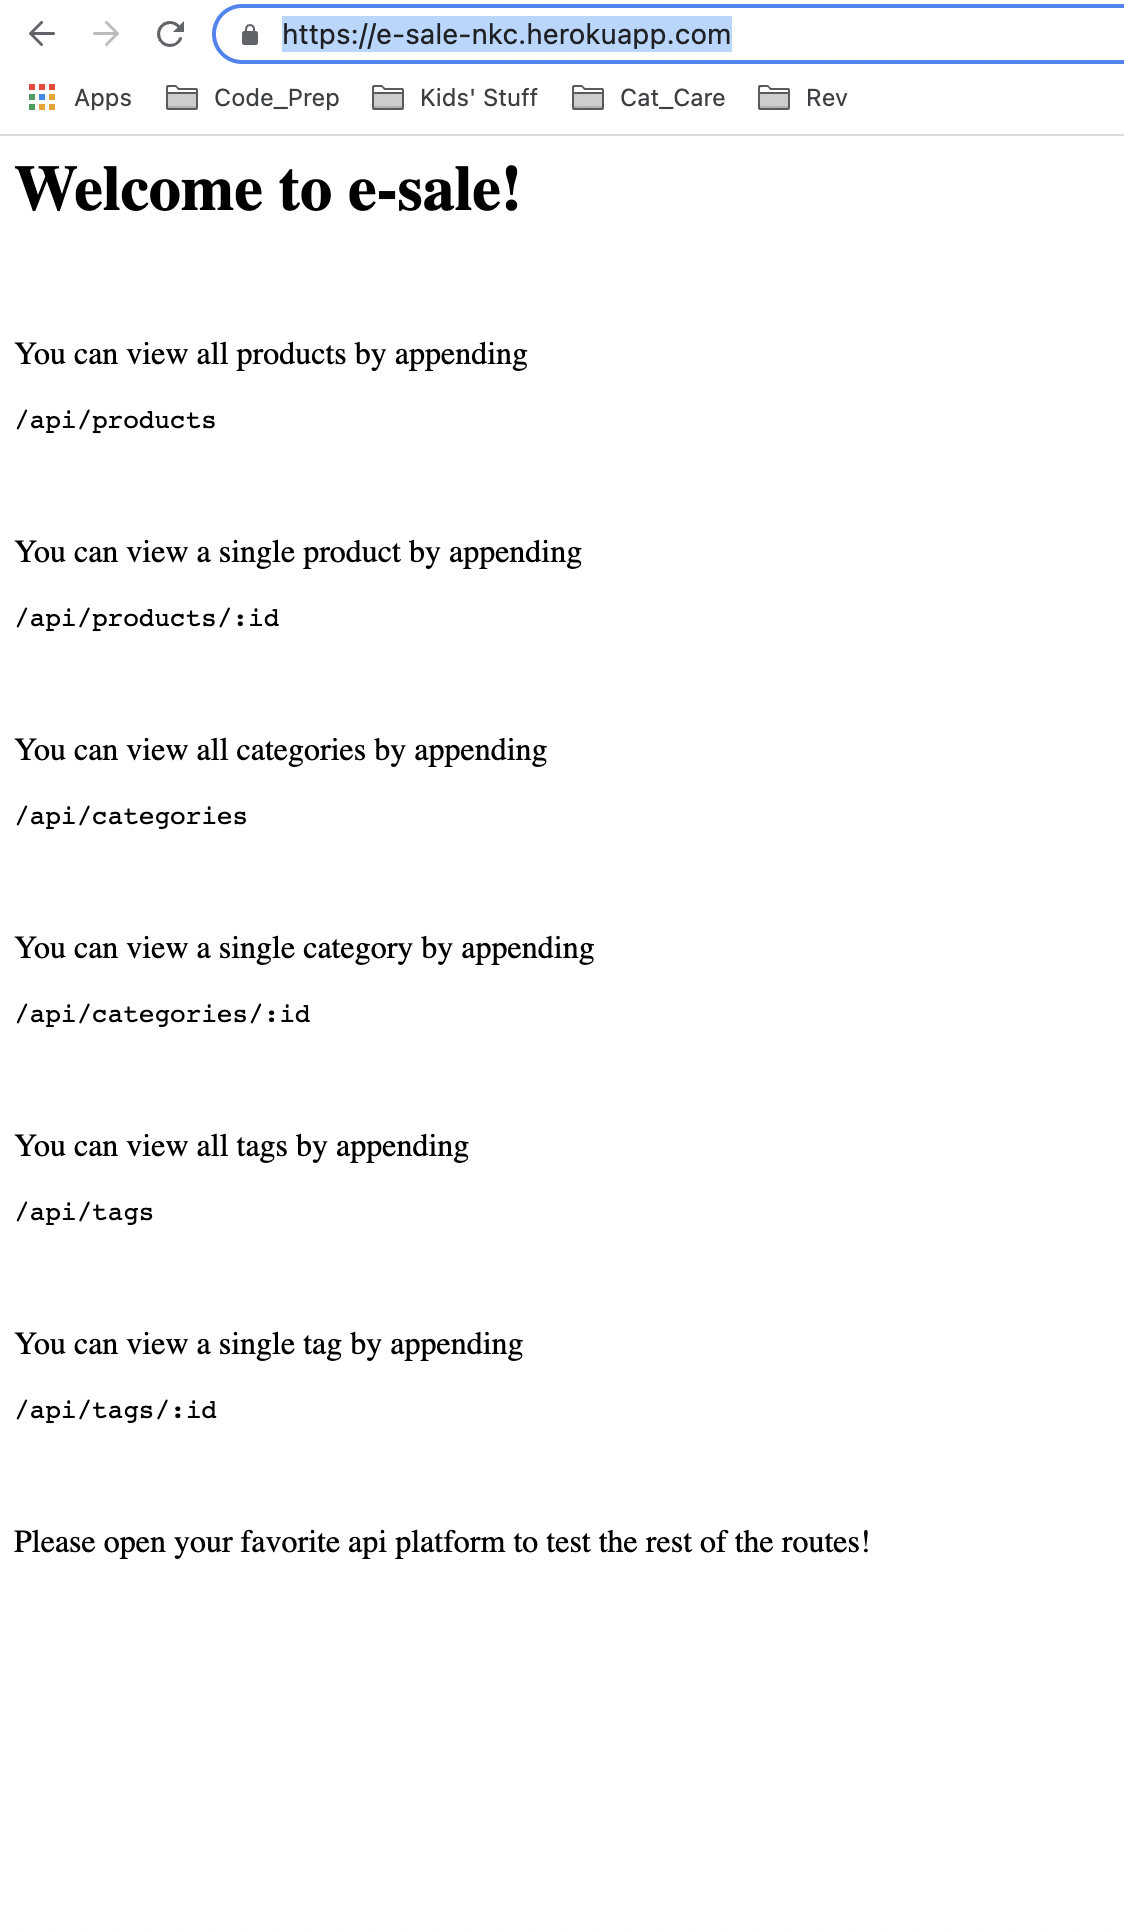 https://e-sale-nkc.herokuapp.com
Apps Code_Prep Kids' Stuff Cat_Care Rev
Welcome to e-sale!
You can view all products by appending
/api/products
You can view a single product by appending
/api/products/:id
You can view all categories by appending
/api/categories
You can view a single category by appending
/api/categories/:id
You can view all tags by appending
/api/tags
You can view a single tag by appending
/api/tags/:id
Please open your favorite api platform to test the rest of the routes!